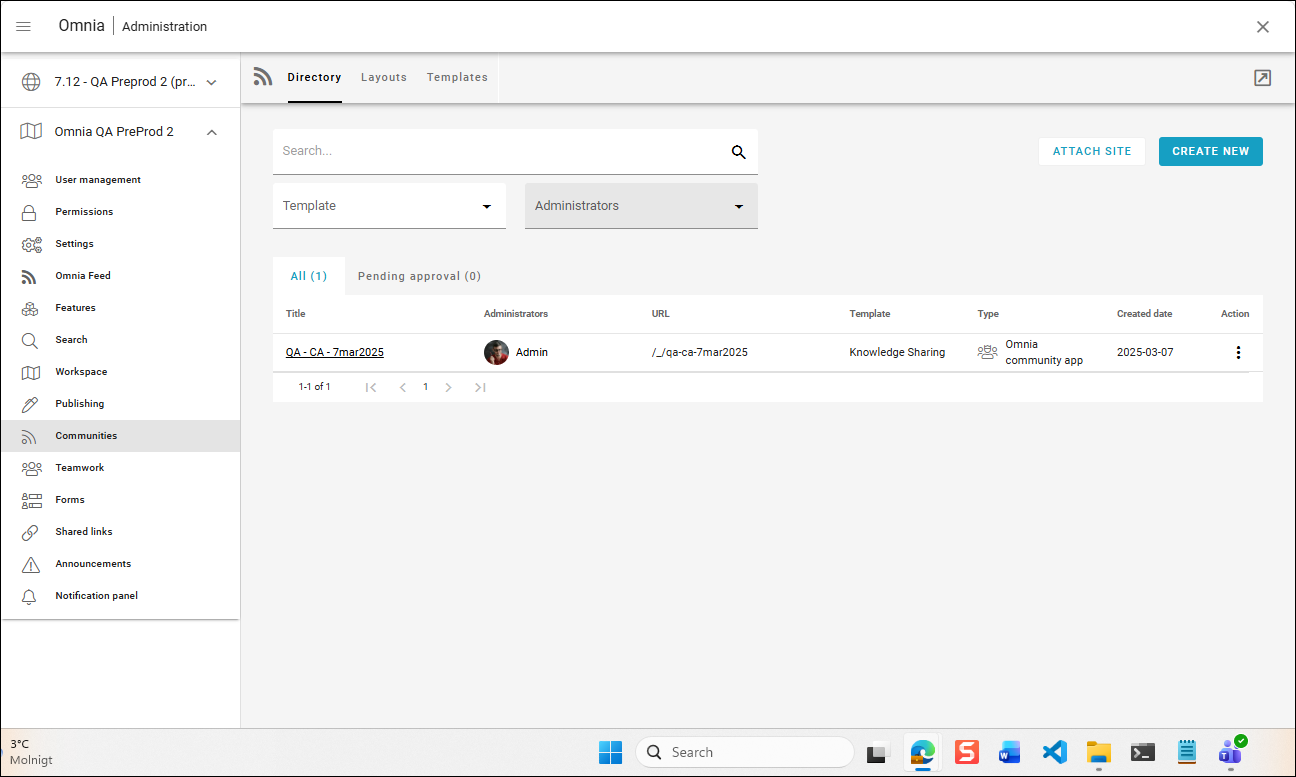 Omnia | Administration
7.12 - QA Preprod 2 (pr...
Directory Layouts Templates
Omnia QA PreProd 2
User management
Permissions
Settings
Omnia Feed
Features
Search
Workspace
Publishing
Communities
Teamwork
Forms
Shared links
Announcements
Notification panel
Search...
ATTACH SITE
CREATE NEW
Template
Administrators
All (1)
Pending approval (0)
Title Administrators URL Template Type Created date Action
QA - CA - 7mar2025 Admin /_/qa-ca-7mar2025 Knowledge Sharing Omnia 2025-03-07
community app
1-1 of 1 1
3°C
Molnigt
Search